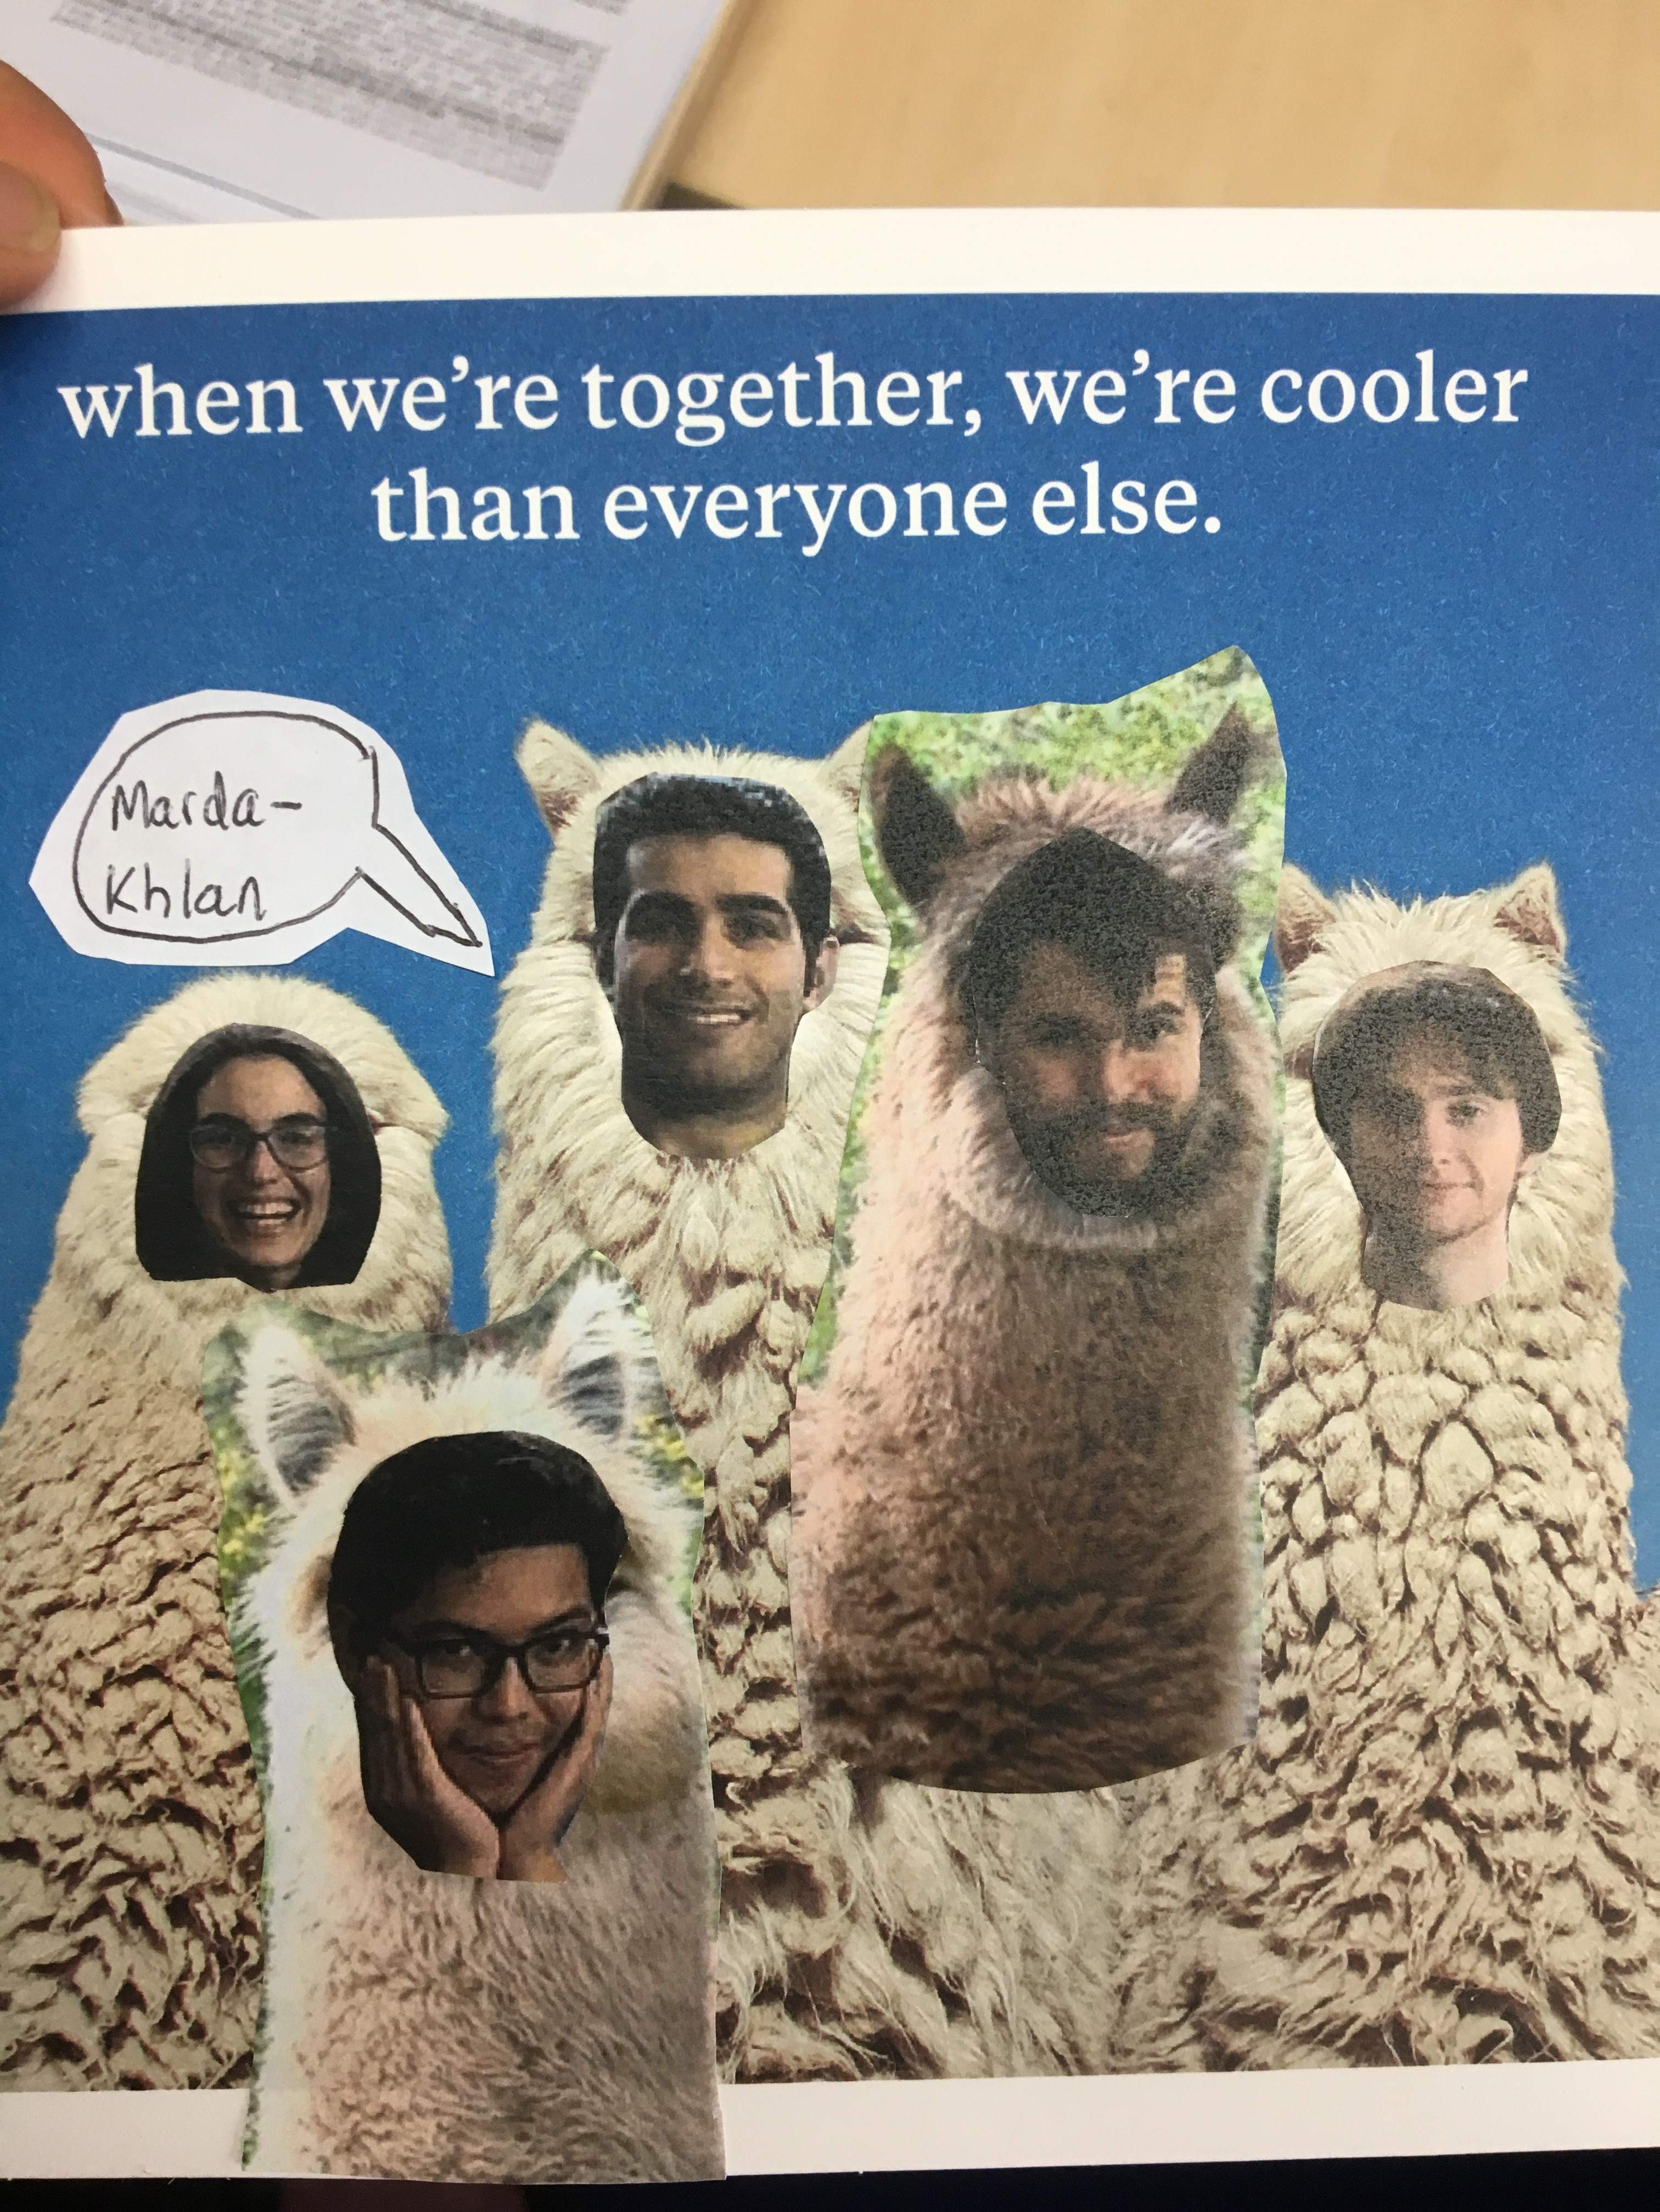 when we're together, we're cooler
than everyone else.
Marda-
Khlan